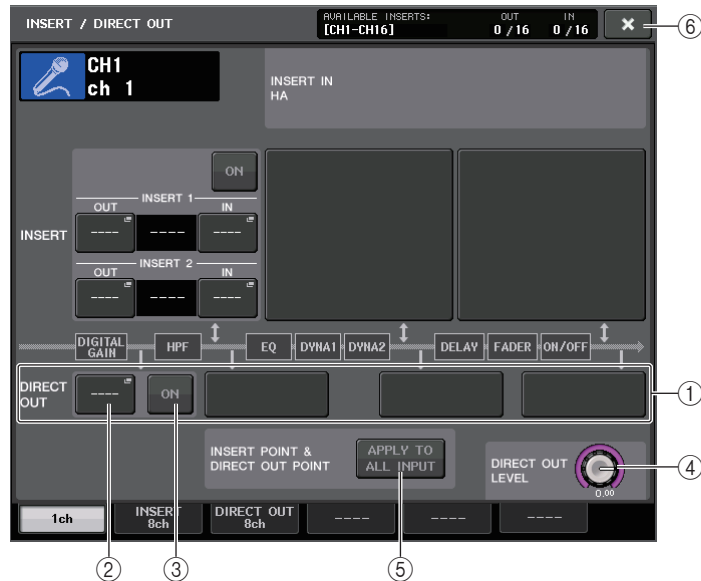 INSERT / DIRECT OUT
AVAILABLE INSERTS: OUT IN
[CH1-CH16] 0 /16 0 /16
⑥
CH1
ch 1
INSERT IN
HA
ON
INSERT 1
OUT IN
---- ---- ----
INSERT
INSERT 2
OUT IN
---- ---- ----
DIGITAL GAIN HPF EQ DYNA1 DYNA2 DELAY FADER ON/OFF
DIRECT OUT ---- ON
①
INSERT POINT &
DIRECT OUT POINT
APPLY TO
ALL INPUT
DIRECT OUT
LEVEL
④
0.00
1ch INSERT 8ch DIRECT OUT 8ch ---- ---- ----
② ③ ⑤